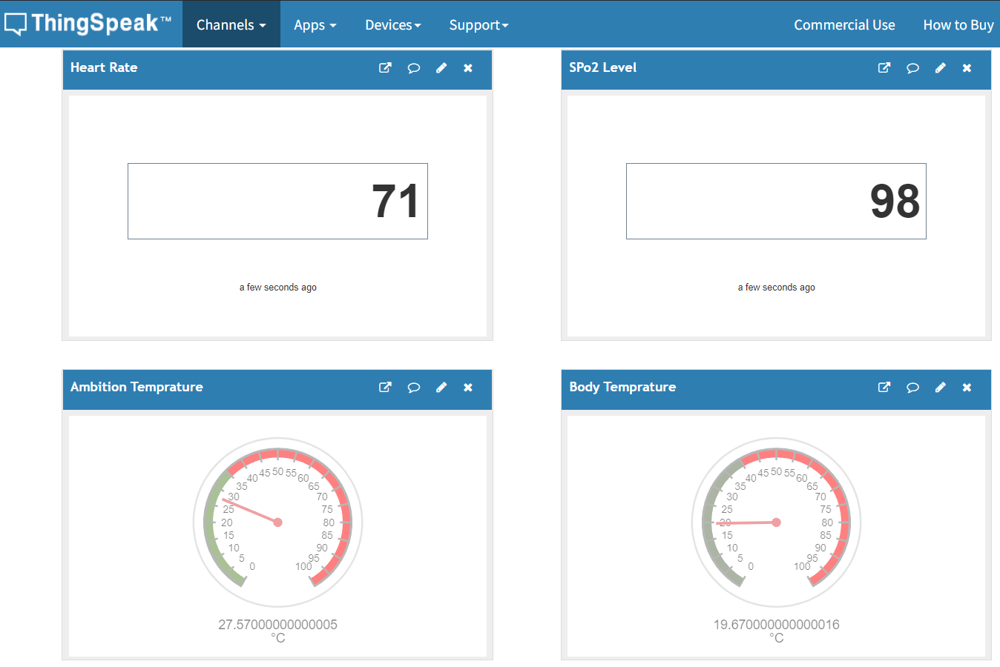 ThingSpeak™ Channels Apps Devices Support Commercial Use How to Buy
Heart Rate
71
a few seconds ago
SPo2 Level
98
a few seconds ago
Ambition Temprature
0 5 10 15 20 25 30 35 40 45 50 55 60 65 70 75 80 85 90 95 100
27.57000000000005
°C
Body Temprature
0 5 10 15 20 25 30 35 40 45 50 55 60 65 70 75 80 85 90 95 100
19.670000000000016
°C